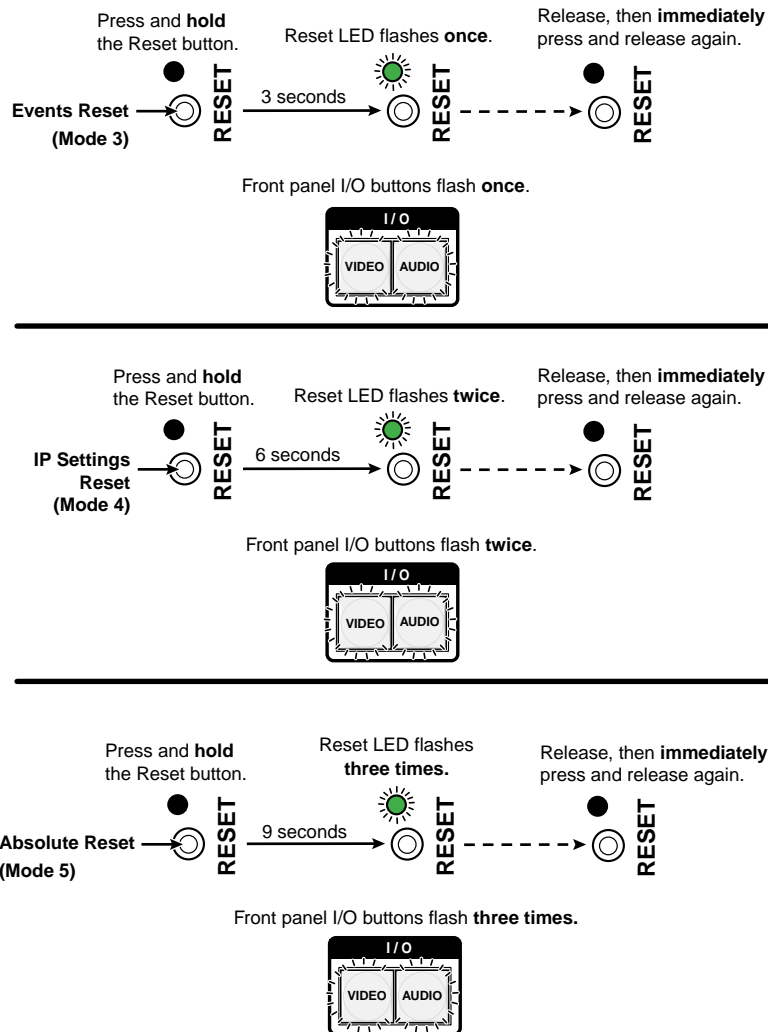 Press and hold
the Reset button.
Reset LED flashes once.
Release, then immediately
press and release again.
Events Reset
(Mode 3)
RESET
3 seconds
RESET
RESET
Front panel I/O buttons flash once.
I / O
VIDEO
AUDIO
Press and hold
the Reset button.
Reset LED flashes twice.
Release, then immediately
press and release again.
IP Settings
Reset
(Mode 4)
RESET
6 seconds
RESET
RESET
Front panel I/O buttons flash twice.
I / O
VIDEO
AUDIO
Press and hold
the Reset button.
Reset LED flashes
three times.
Release, then immediately
press and release again.
Absolute Reset
(Mode 5)
RESET
9 seconds
RESET
RESET
Front panel I/O buttons flash three times.
I / O
VIDEO
AUDIO